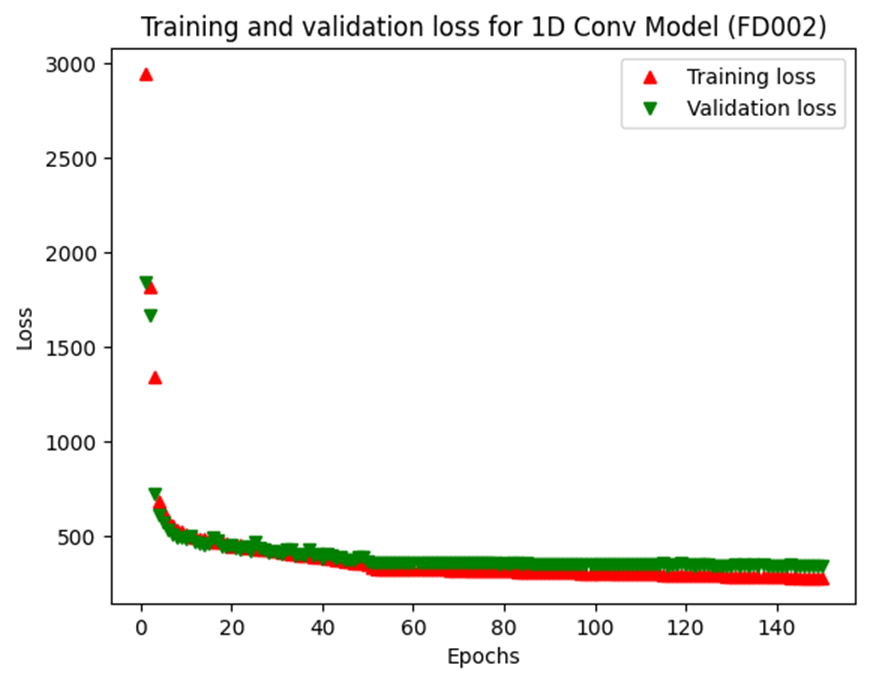 Training and validation loss for 1D Conv Model (FD002)
Training loss
Validation loss
3000
2500
2000
1500
1000
500
Loss
0 20 40 60 80 100 120 140
Epochs